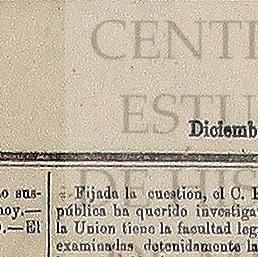 CENT
ESTU
DE HIS
Diciemb
o sus-
hoy.—
o.—El
Fijada la cuestion, el C.
pública ha querido investiga
la Union tiene la facultad leg
examinadas detenidamente la